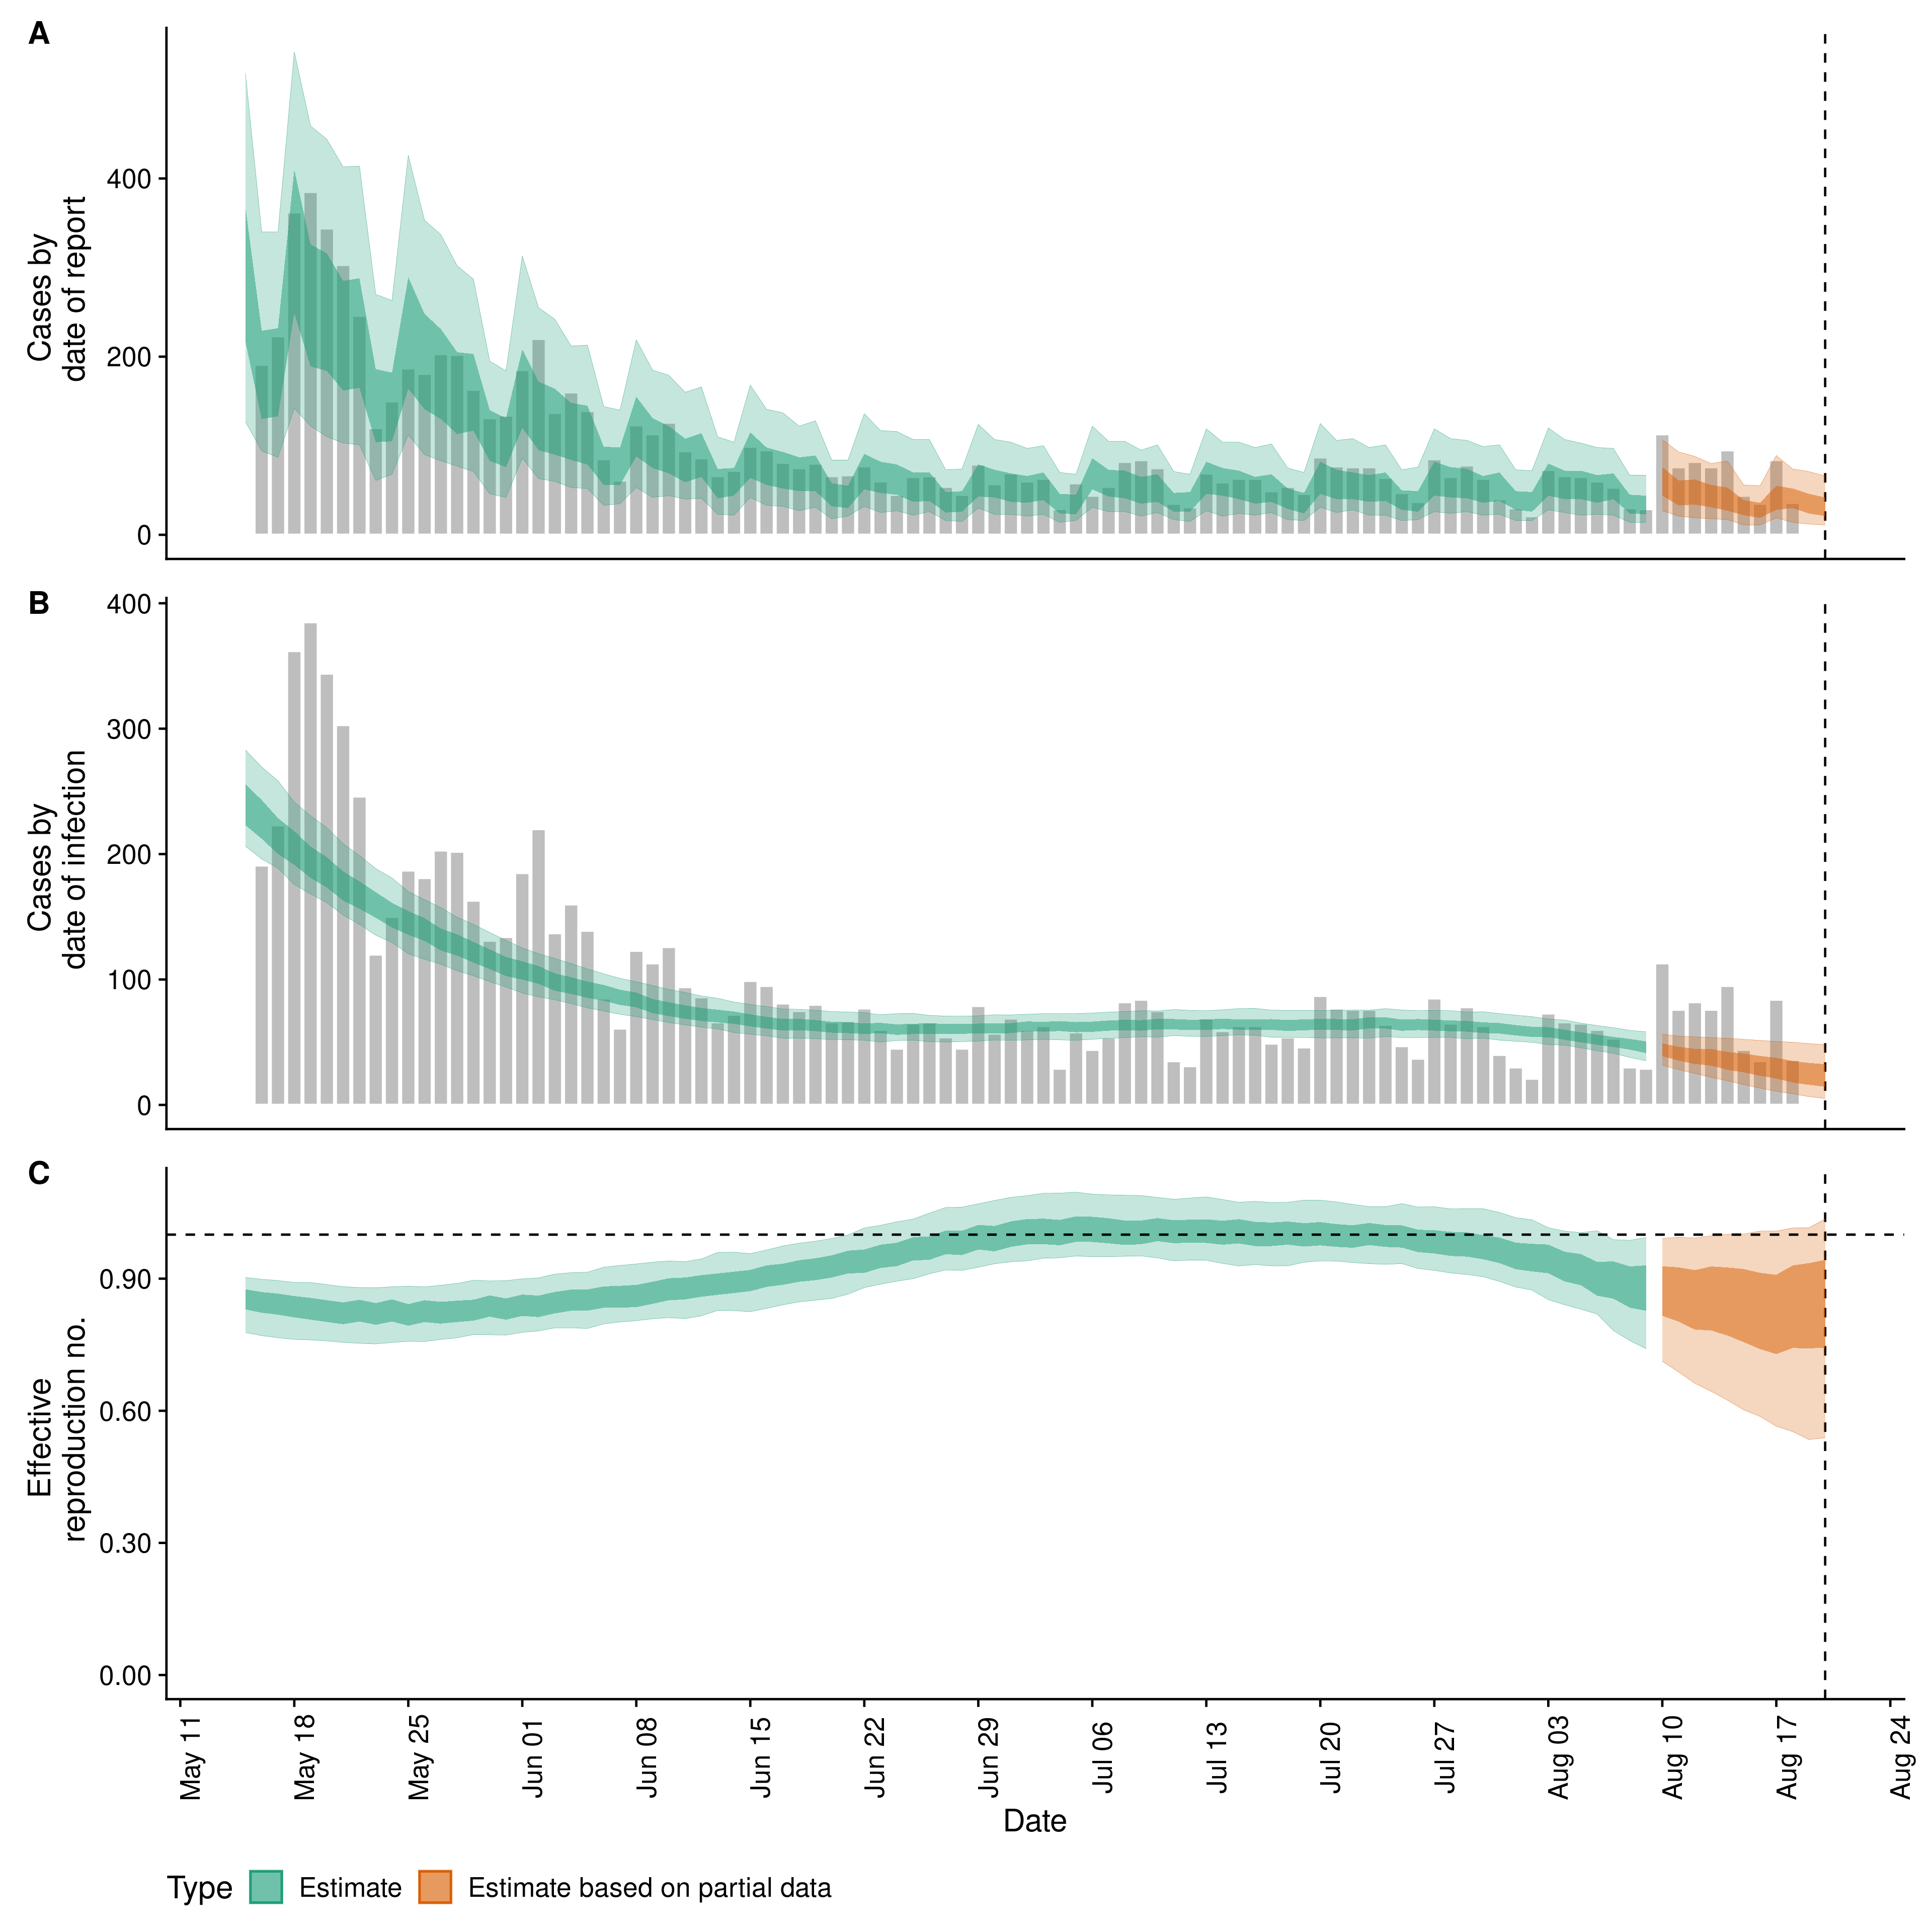 A
Cases by
date of report
400
200
0
B
Cases by
date of infection
400
300
200
100
0
C
Effective
reproduction no.
0.90
0.60
0.30
0.00
May 11
May 18
May 25
Jun 01
Jun 08
Jun 15
Jun 22
Jun 29
Jul 06
Jul 13
Jul 20
Jul 27
Aug 03
Aug 10
Aug 17
Aug 24
Date
Type Estimate Estimate based on partial data